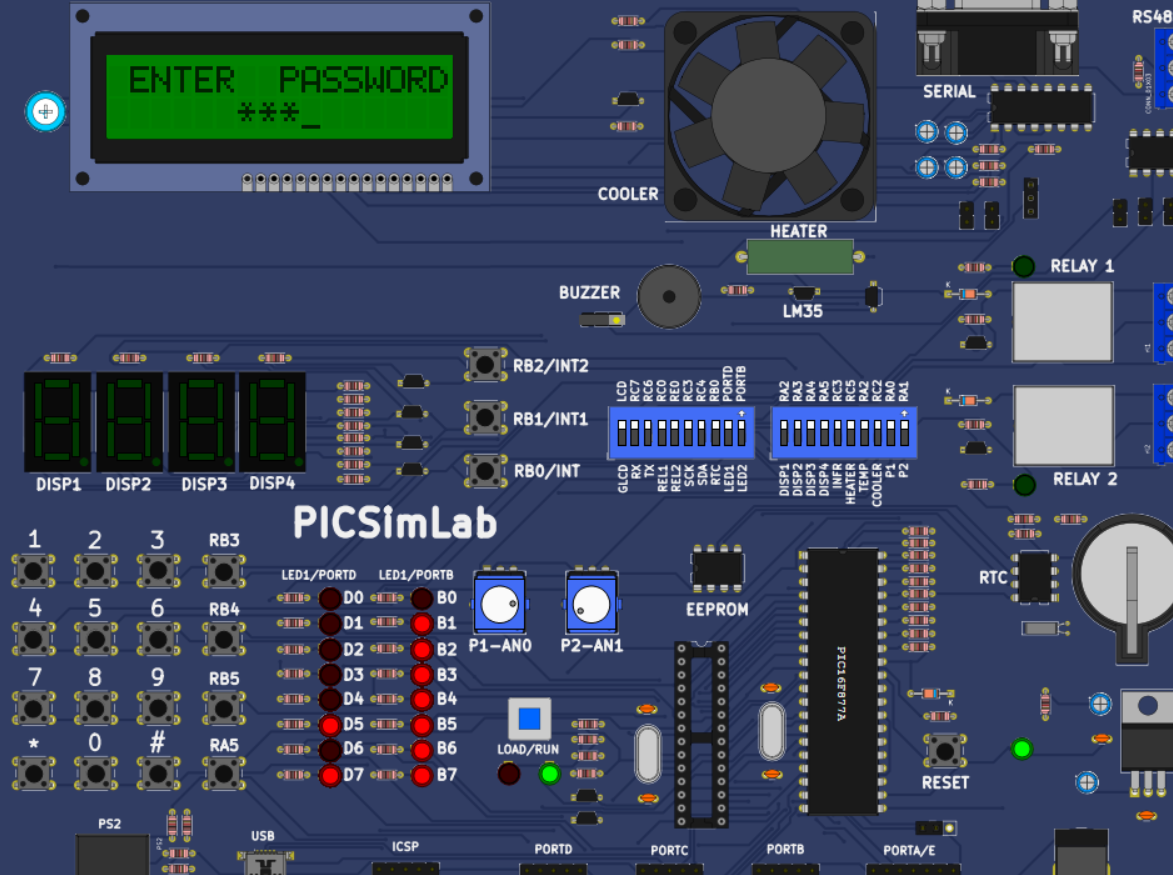 RS48
ENTER PASSWORD
***_
SERIAL
CONN_01X03
COOLER
HEATER
RELAY 1
BUZZER
LM35
K
RB2/INT2
LCD RC7 RC6 RC0 RE0 RC3 RC4 RB0 PORTD PORTB
RA2 RA3 RA4 RA5 RC3 RC5 RA2 RC2 RA0 RA1
K
RB1/INT1
GLCD RX TX REL1 REL2 SCK SDA RTC LED1 LED2
DISP1 DISP2 DISP3 DISP4 INFR HEATER TEMP COOLER P1 P2
RB0/INT
RELAY 2
DISP1 DISP2 DISP3 DISP4
PICSimLab
1 2 3 RB3
LED1/PORTD LED1/PORTB
RTC
D0 B0
4 5 6 RB4
EEPROM
D1 B1
P1-AN0 P2-AN1
D2 B2
7 8 9 RB5
D3 B3
PIC16F877A
D4 B4
K
D5 B5
* 0 # RA5
D6 B6
LOAD/RUN
D7 B7
RESET
PS2
PS2
USB
ICSP
PORTD
PORTC
PORTB
PORTA/E